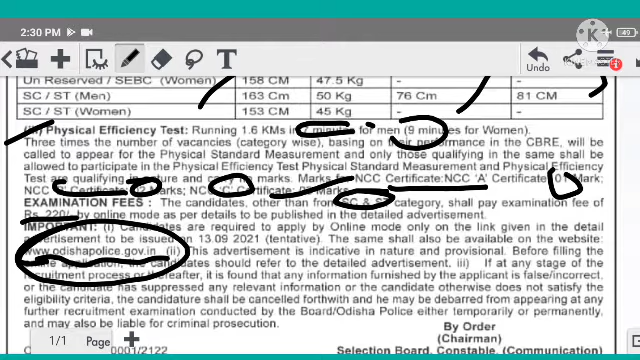 2:30 PM
49
Undo
Un Reserved / SEBC (Women) 158 CM 47.5 Kg - -
SC / ST (Men) 163 Cm 50 Kg 76 Cm 81 CM
SC / ST (Women) 153 CM 45 Kg - -
Physical Efficiency Test: Running 1.6 KMs in 7 minutes for men (9 minutes for Women).
Three times the number of vacancies (category wise), basing on their performance in the CBRE, will
be called to appear for the Physical Standard Measurement and only those qualifying in the same shall be
allowed to participate in the Physical Efficiency Test Physical Standard Measurement and Physical Efficiency
Test are qualifying nature and carry marks. Marks for NCC Certificate: NCC 'A' Certificate: 01 Mark;
NCC Certificate: 02 Marks; NCC 'C' Certificate: Marks.
EXAMINATION FEES: The candidates, other than from SC & ST category, shall pay examination fee of
Rs. 220/- by online mode as per details to be published in the detailed advertisement.
IMPORTANT: (i) Candidates are required to apply by Online mode only on the link given in the detail
advertisement to be issued on 13.09.2021 (tentative). The same shall also be available on the website:
www.odishapolice.gov.in (ii) This advertisement is indicative in nature and provisional. Before filling the
application candidates should refer to the detailed advertisement. iii) If at any stage of the
recruitment process or thereafter, it is found that any information furnished by the applicant is false/incorrect,
or the candidate has suppressed any relevant information or the candidate otherwise does not satisfy the
eligibility criteria, the candidature shall be cancelled forthwith and he may be debarred from appearing at any
further recruitment examination conducted by the Board/Odisha Police either temporarily or permanently,
and may also be liable for criminal prosecution.
By Order
(Chairman)
0001/2122 Selection Board, Constable, (Communication)
1/1 Page